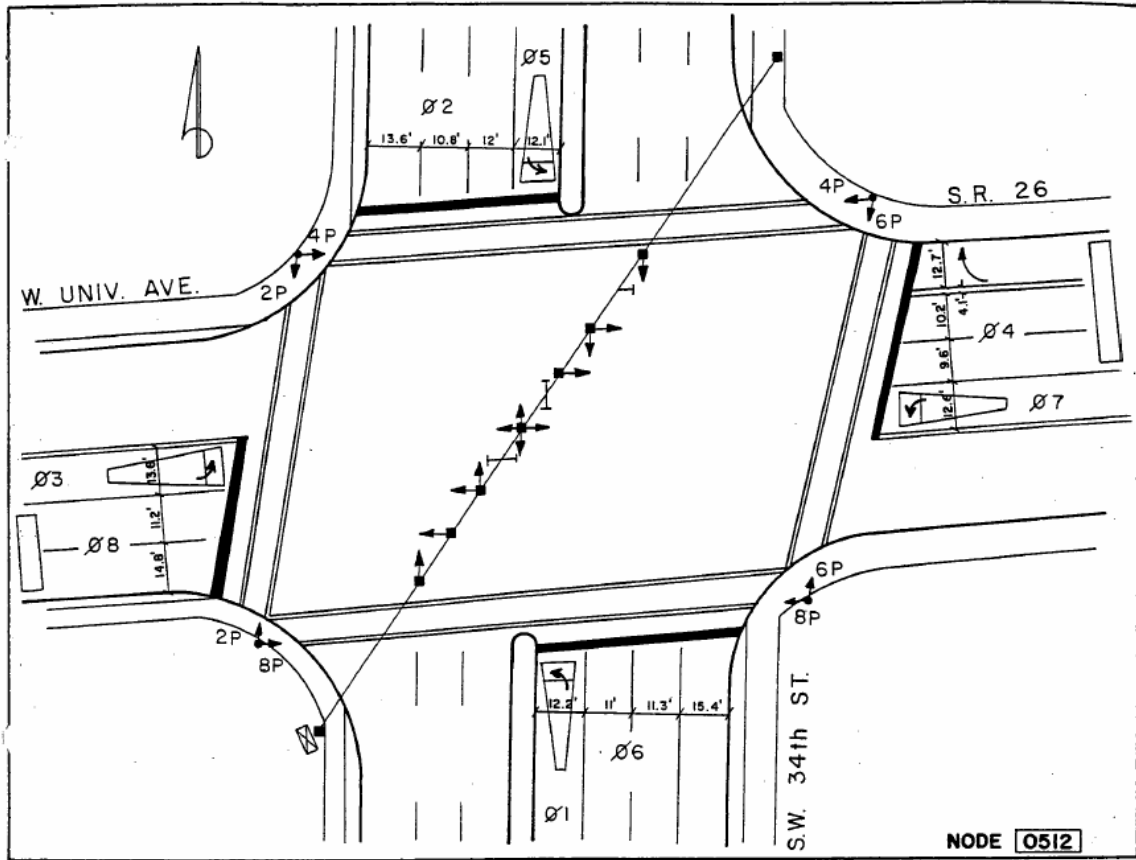 Ø5
Ø2
13.6' 10.8' 12' 12.1'
4P
S.R. 26
6P
4P
2P
W. UNIV. AVE.
12.7'
4.1'
10.2'
Ø4
9.6'
12.6'
Ø7
Ø3
13.6'
11.2'
Ø8
14.8'
6P
8P
2P
8P
12.2' 11' 11.3' 15.4'
Ø6
Ø1
S.W. 34th ST.
NODE 0512